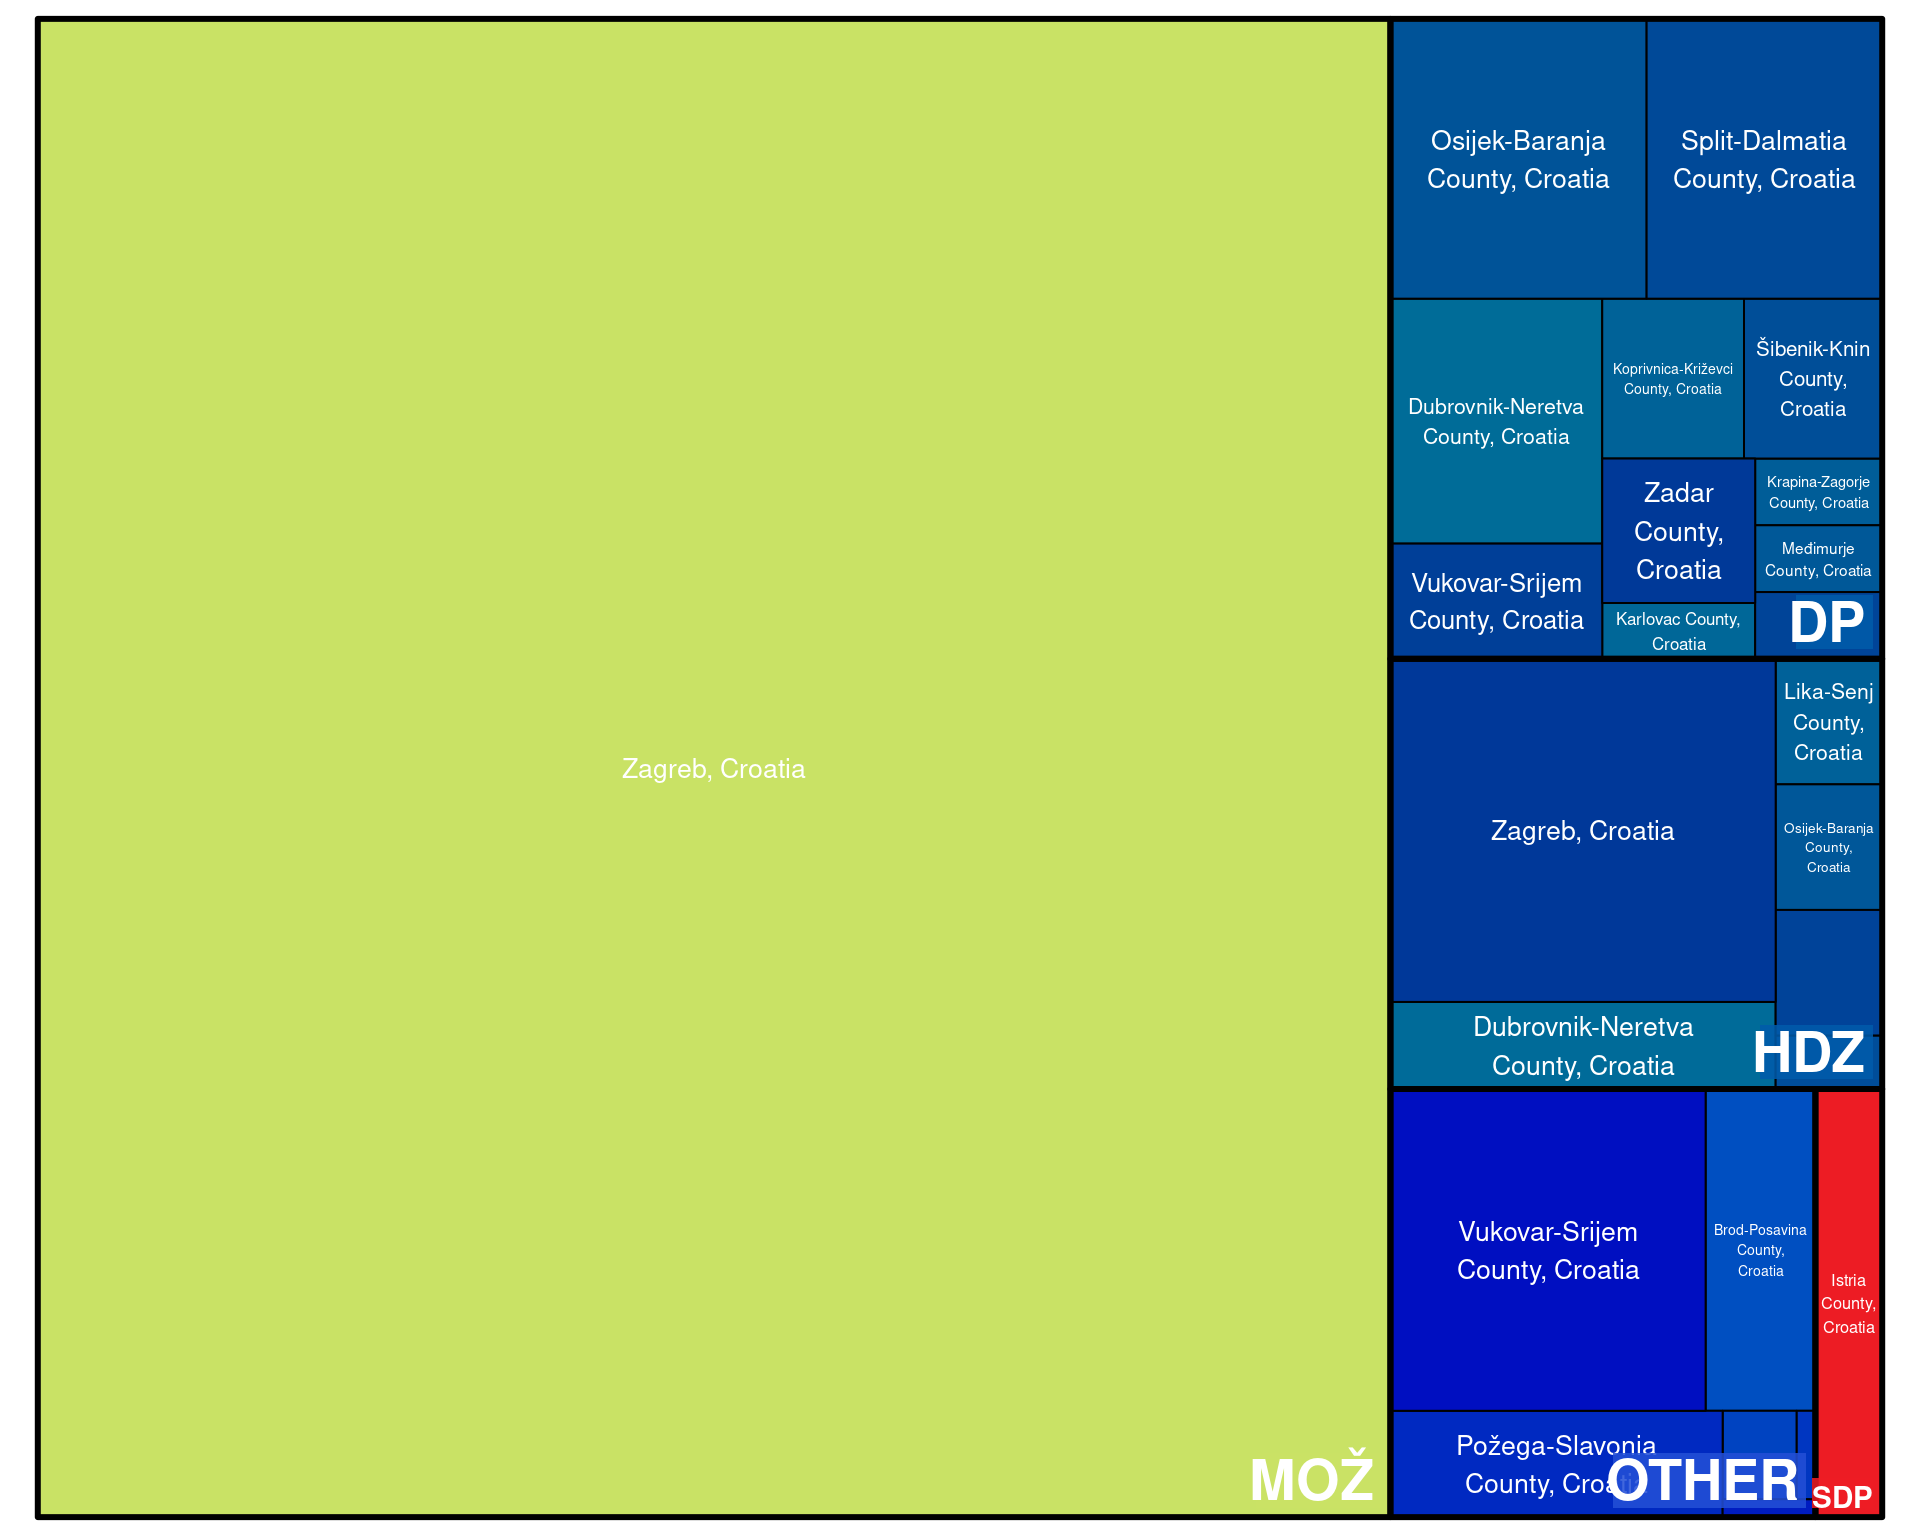 Zagreb, Croatia
MOŽ
Osijek-Baranja
County, Croatia
Split-Dalmatia
County, Croatia
Dubrovnik-Neretva
County, Croatia
Koprivnica-Križevci
County, Croatia
Šibenik-Knin
County,
Croatia
Zadar
County,
Croatia
Krapina-Zagorje
County, Croatia
Međimurje
County, Croatia
Vukovar-Srijem
County, Croatia
Karlovac County,
Croatia
DP
Zagreb, Croatia
Lika-Senj
County,
Croatia
Osijek-Baranja
County,
Croatia
Dubrovnik-Neretva
County, Croatia
HDZ
Vukovar-Srijem
County, Croatia
Brod-Posavina
County,
Croatia
Požega-Slavonia
County, Croatia
OTHER
Istria
County,
Croatia
SDP